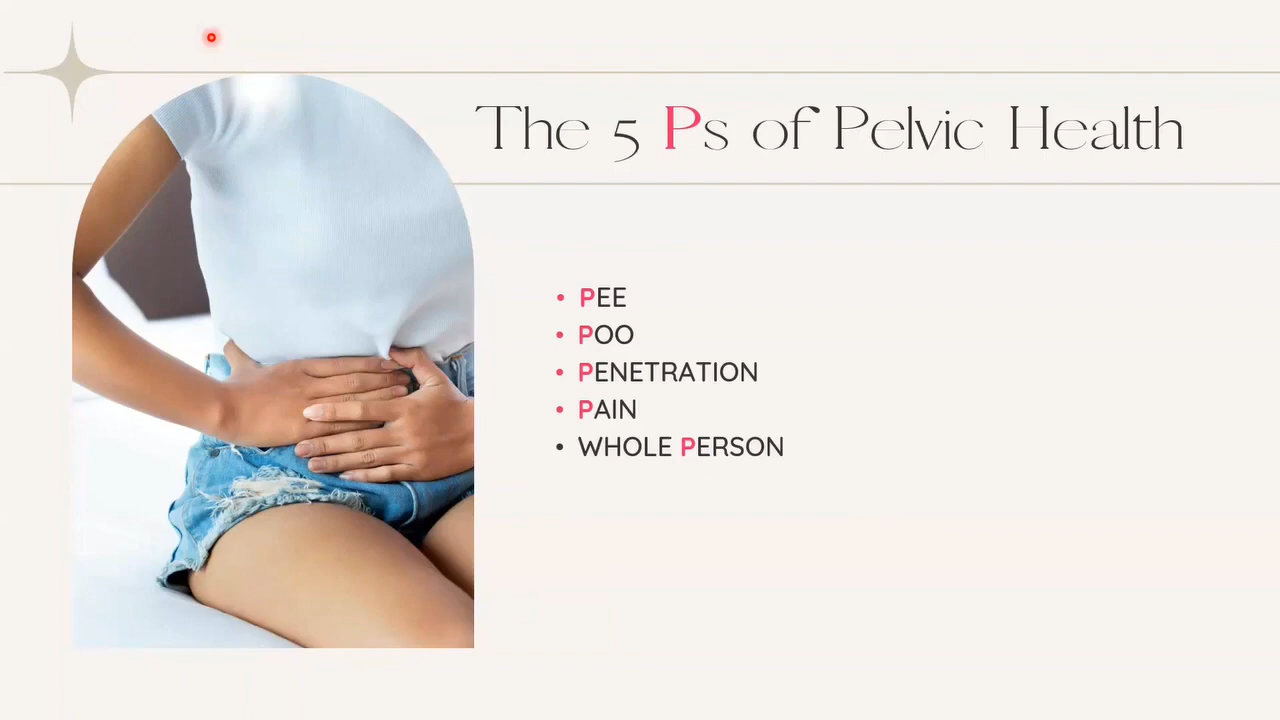 The 5 Ps of Pelvic Health
• PEE
• POO
• PENETRATION
• PAIN
• WHOLE PERSON